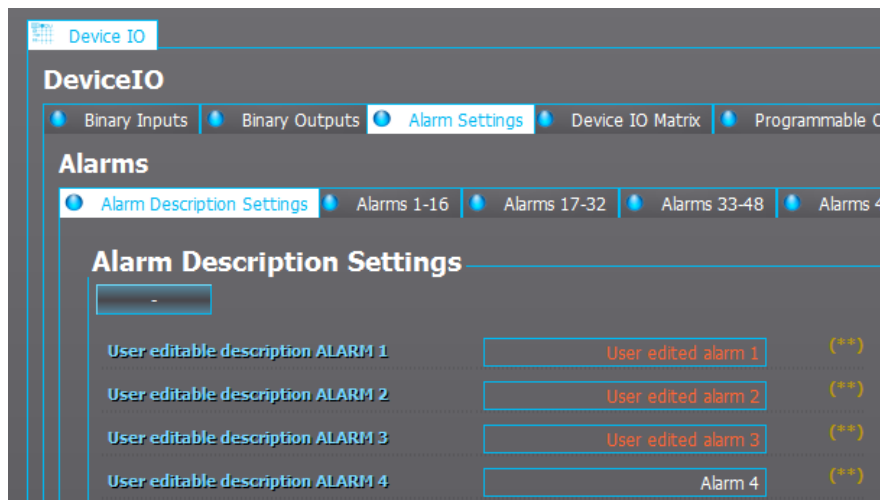 Device IO
DeviceIO
Binary Inputs Binary Outputs Alarm Settings Device IO Matrix Programmable
Alarms
Alarm Description Settings Alarms 1-16 Alarms 17-32 Alarms 33-48 Alarms 4
Alarm Description Settings
-
User editable description ALARM 1 User edited alarm 1 (**)
User editable description ALARM 2 User edited alarm 2 (**)
User editable description ALARM 3 User edited alarm 3 (**)
User editable description ALARM 4 Alarm 4 (**)